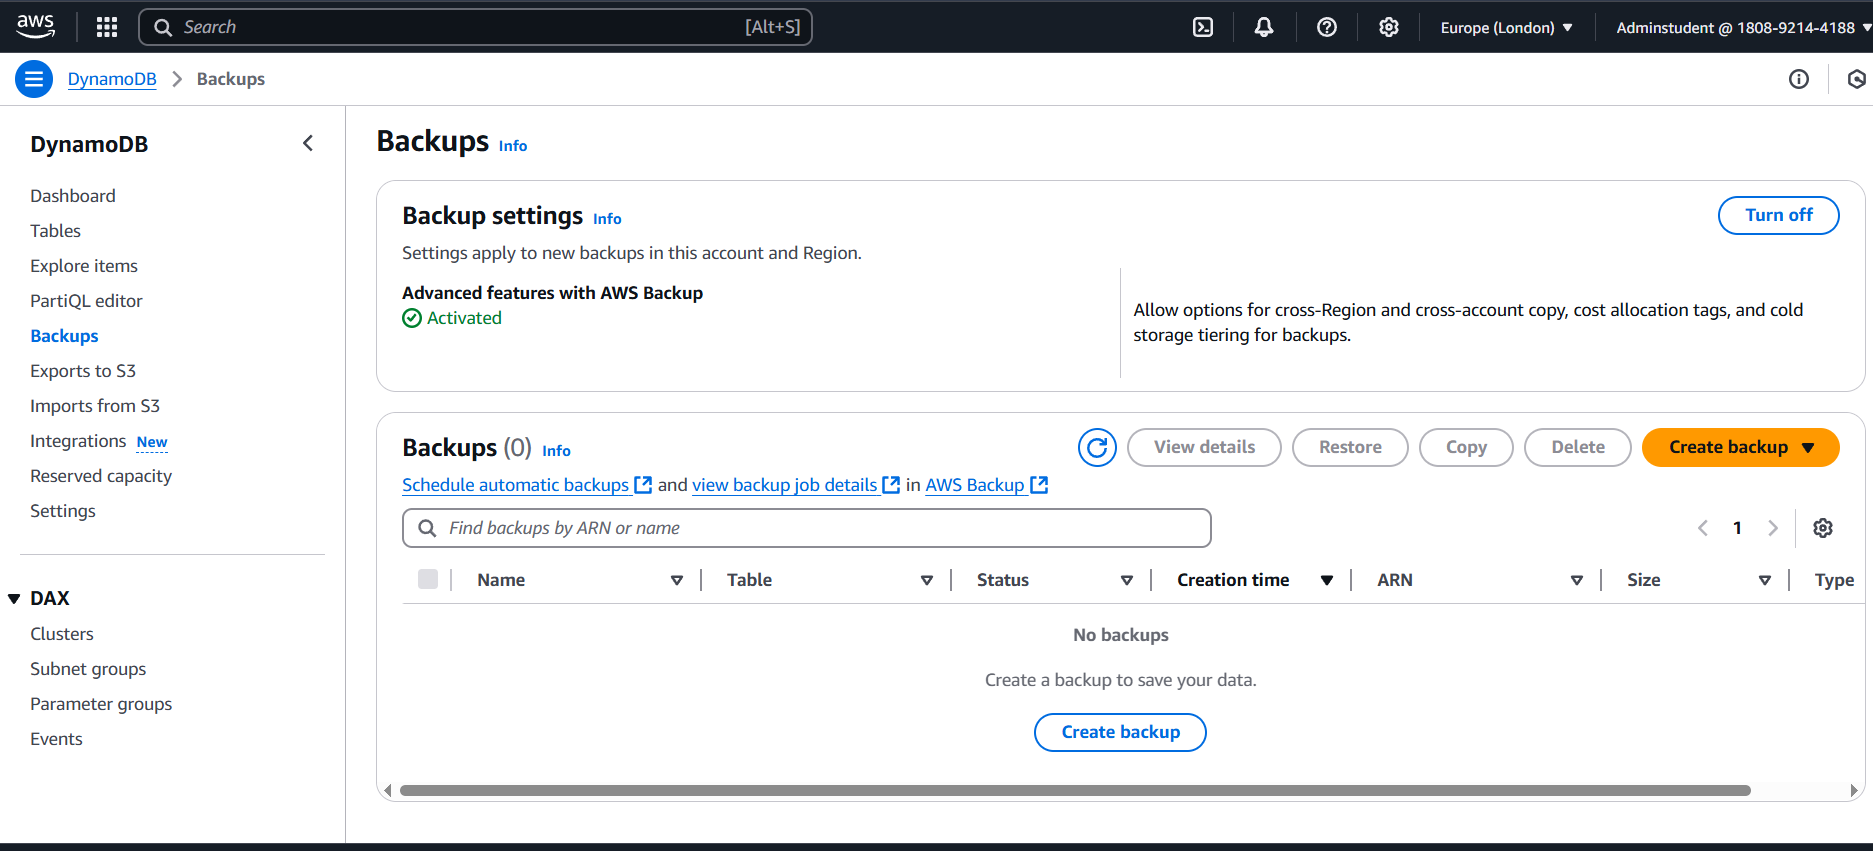 aws
Search [Alt+S]
Europe (London)
Adminstudent @ 1808-9214-4188
DynamoDB
Backups
DynamoDB
Dashboard
Tables
Explore items
PartiQL editor
Backups
Exports to S3
Imports from S3
Integrations New
Reserved capacity
Settings
DAX
Clusters
Subnet groups
Parameter groups
Events
Backups Info
Backup settings Info
Turn off
Settings apply to new backups in this account and Region.
Advanced features with AWS Backup
Activated
Allow options for cross-Region and cross-account copy, cost allocation tags, and cold
storage tiering for backups.
Backups (0) Info
View details
Restore
Copy
Delete
Create backup
Schedule automatic backups and view backup job details in AWS Backup
Find backups by ARN or name
1
Name Table Status Creation time ARN Size Type
No backups
Create a backup to save your data.
Create backup